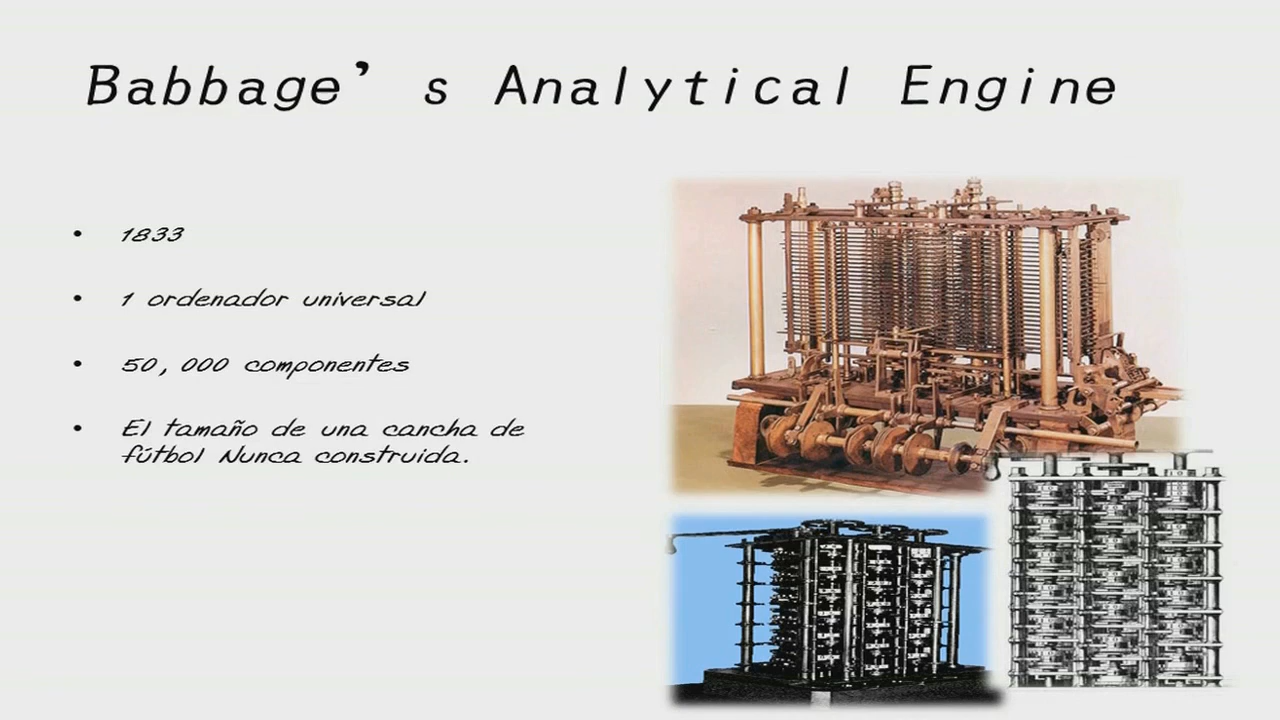 Babbage’s Analytical Engine
• 1833
• 1 ordenador universal
• 50,000 componentes
• El tamaño de una cancha de
fútbol Nunca construida.